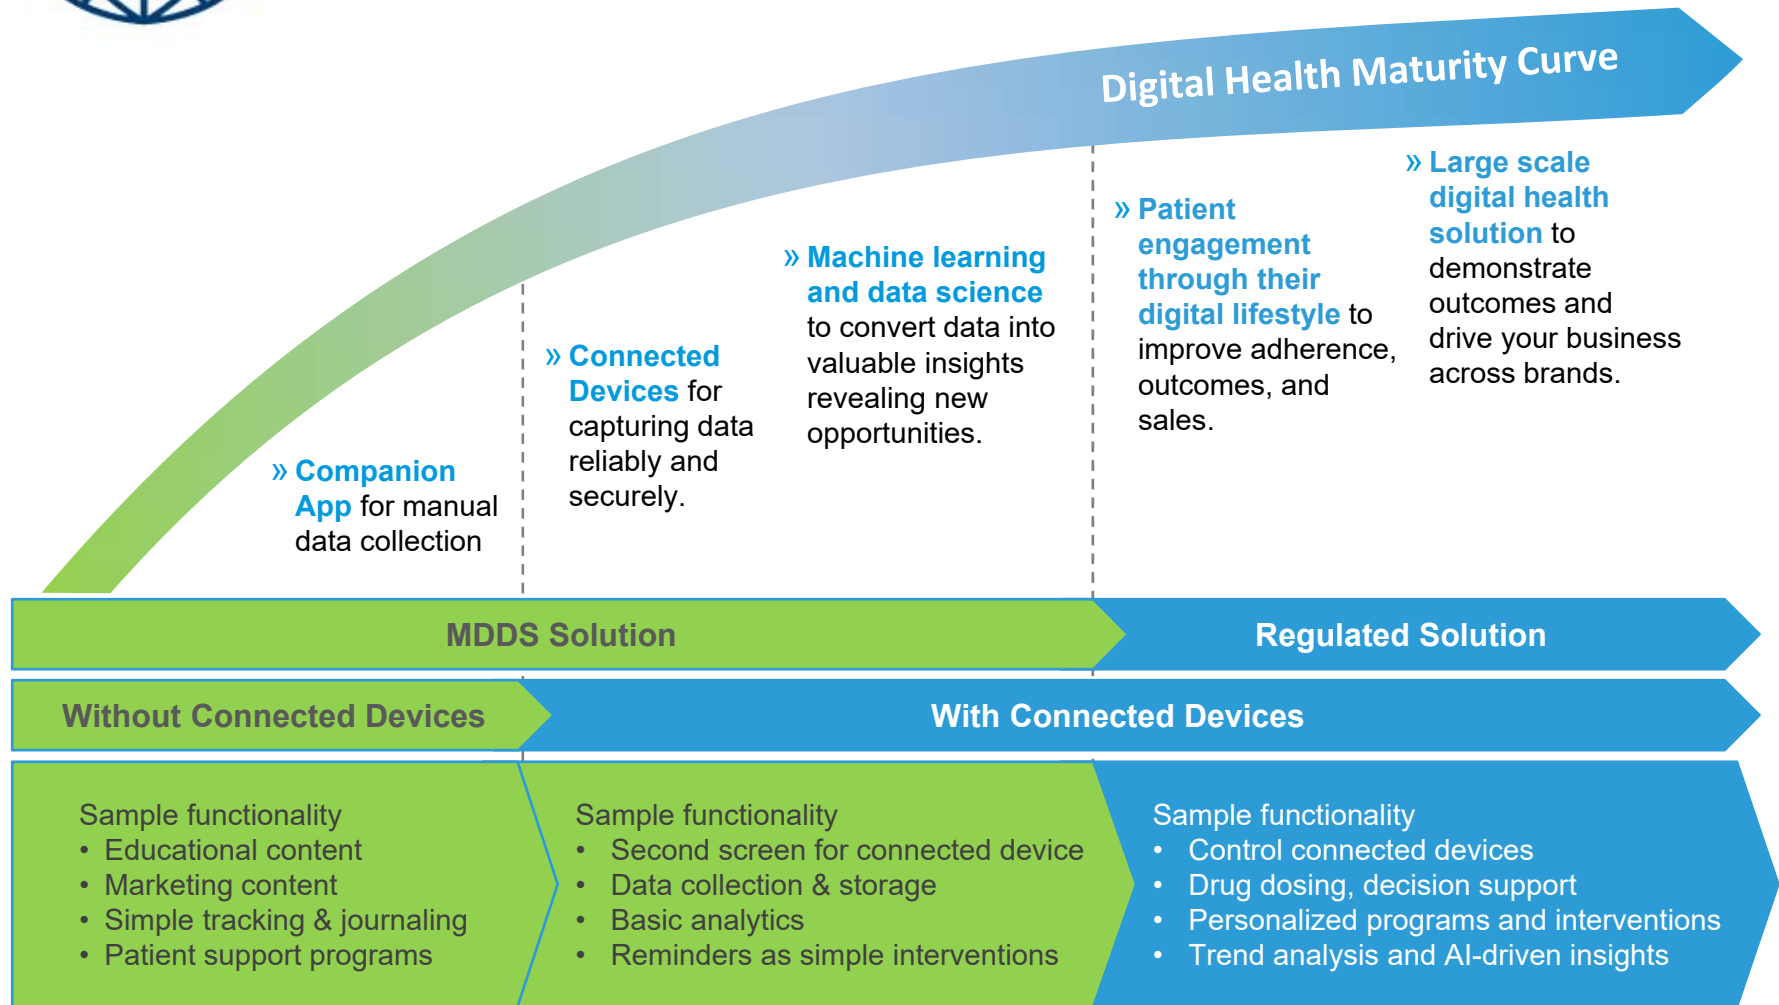 Digital Health Maturity Curve
» Companion
App for manual
data collection
» Connected
Devices for
capturing data
reliably and
securely.
» Machine learning
and data science
to convert data into
valuable insights
revealing new
opportunities.
» Patient
engagement
through their
digital lifestyle to
improve adherence,
outcomes, and
sales.
» Large scale
digital health
solution to
demonstrate
outcomes and
drive your business
across brands.
MDDS Solution
Regulated Solution
Without Connected Devices
With Connected Devices
Sample functionality
• Educational content
• Marketing content
• Simple tracking & journaling
• Patient support programs
Sample functionality
• Second screen for connected device
• Data collection & storage
• Basic analytics
• Reminders as simple interventions
Sample functionality
• Control connected devices
• Drug dosing, decision support
• Personalized programs and interventions
• Trend analysis and AI-driven insights